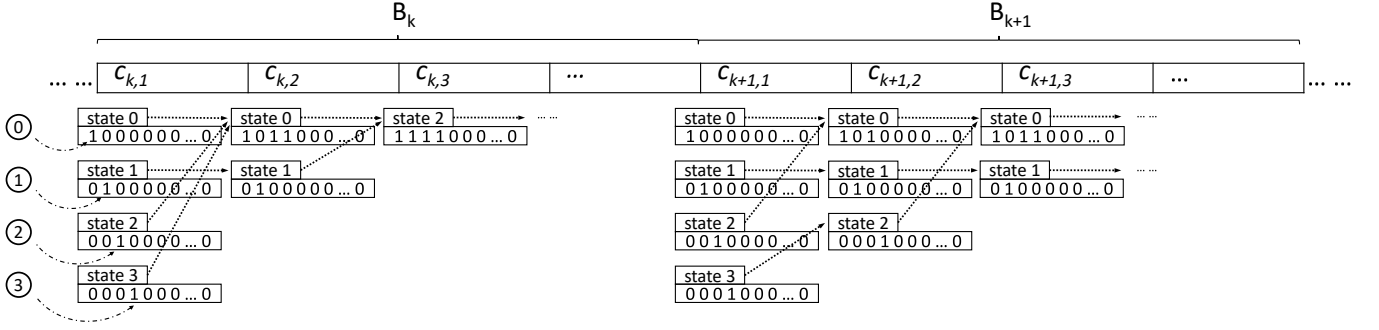 B_k B_{k+1}
... ... c_{k,1} c_{k,2} c_{k,3} ... c_{k+1,1} c_{k+1,2} c_{k+1,3} ... ... ...
0 state 0 state 0 state 2 ... ... state 0 state 0 state 0 ... ...
1 0 0 0 0 0 0 ... 0 1 0 1 1 0 0 0 ... 0 1 1 1 1 0 0 0 ... 0 1 0 0 0 0 0 0 ... 0 1 0 1 0 0 0 0 ... 0 1 0 1 1 0 0 0 ... 0
1 state 1 state 1 state 1 state 1 state 1 ... ...
0 1 0 0 0 0 0 ... 0 0 1 0 0 0 0 0 ... 0 0 1 0 0 0 0 0 ... 0 0 1 0 0 0 0 0 ... 0 0 1 0 0 0 0 0 ... 0
2 state 2 state 2 state 2
0 0 1 0 0 0 0 ... 0 0 0 1 0 0 0 0 ... 0 0 0 0 1 0 0 0 ... 0
3 state 3 state 3
0 0 0 1 0 0 0 ... 0 0 0 0 1 0 0 0 ... 0